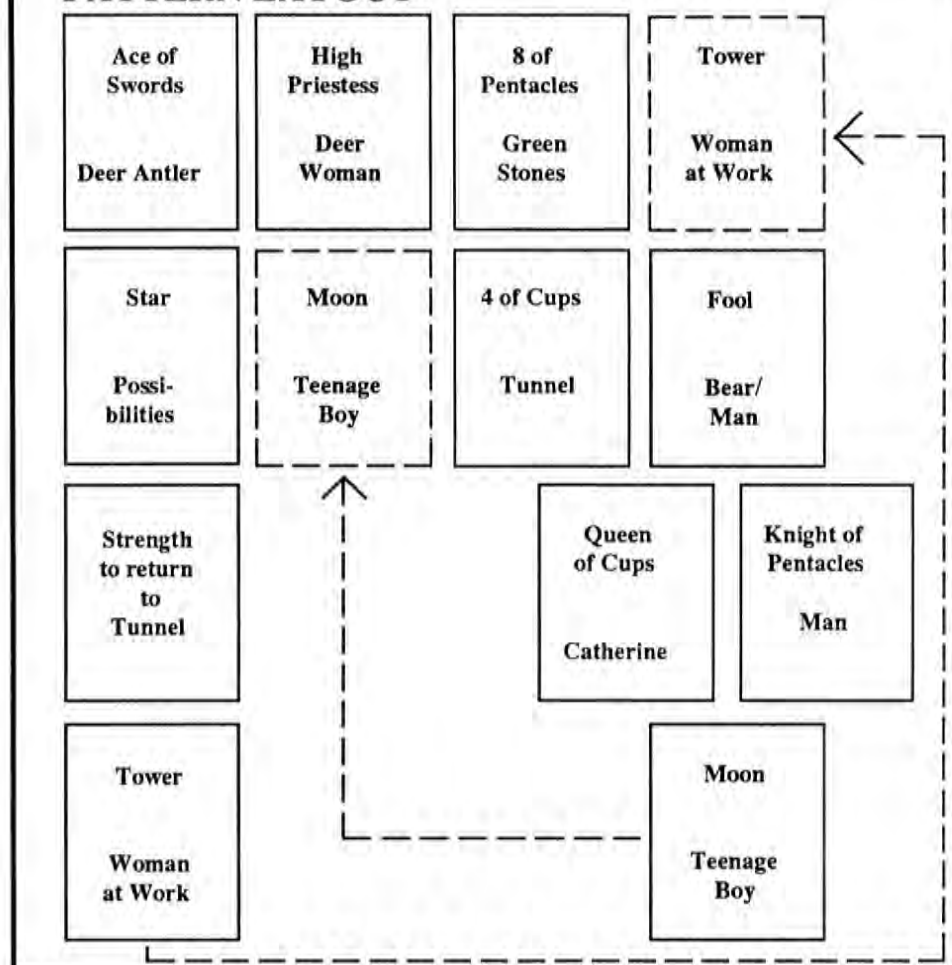 Ace of
Swords
Deer Antler
High
Priestess
Deer
Woman
8 of
Pentacles
Green
Stones
Tower
Woman
at Work
Star
Possi-
bilities
Moon
Teenage
Boy
4 of Cups
Tunnel
Fool
Bear/
Man
Strength
to return
to
Tunnel
Queen
of Cups
Catherine
Knight of
Pentacles
Man
Tower
Woman
at Work
Moon
Teenage
Boy